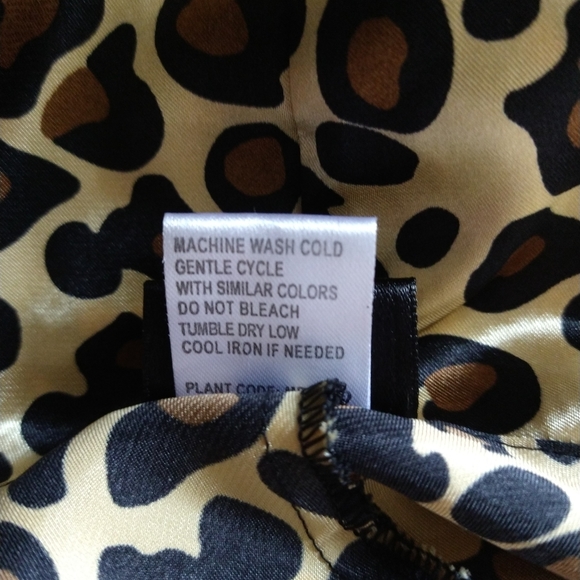 MACHINE WASH COLD
GENTLE CYCLE
WITH SIMILAR COLORS
DO NOT BLEACH
TUMBLE DRY LOW
COOL IRON IF NEEDED
PLANT CODE: